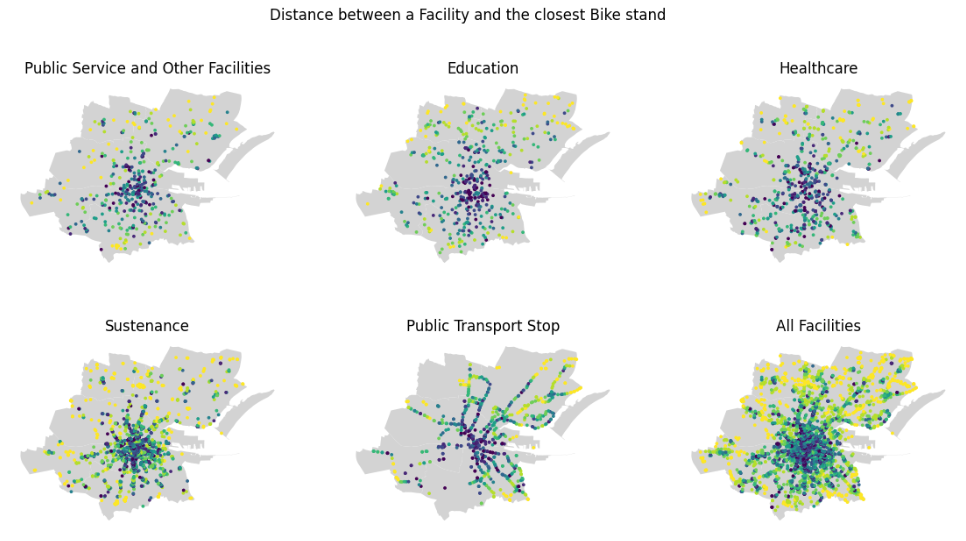 Distance between a Facility and the closest Bike stand
Public Service and Other Facilities
Education
Healthcare
Sustenance
Public Transport Stop
All Facilities